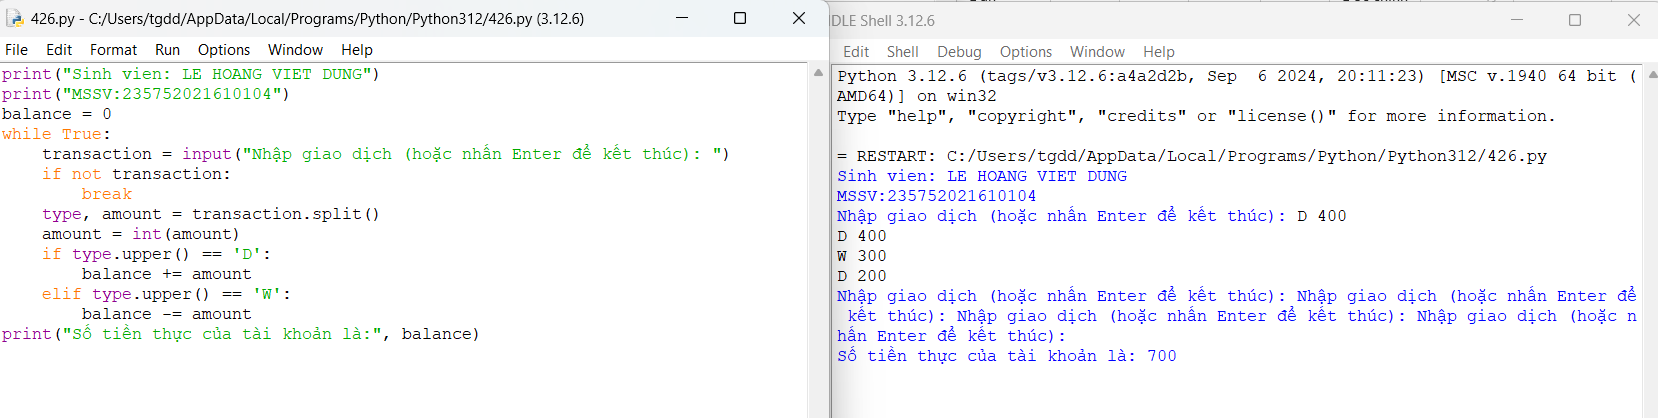 426.py - C:/Users/tgdd/AppData/Local/Programs/Python/Python312/426.py (3.12.6)
File Edit Format Run Options Window Help
print("Sinh vien: LE HOANG VIET DUNG")
print("MSSV:235752021610104")
balance = 0
while True:
    transaction = input("Nhập giao dịch (hoặc nhấn Enter để kết thúc): ")
    if not transaction:
        break
    type, amount = transaction.split()
    amount = int(amount)
    if type.upper() == 'D':
        balance += amount
    elif type.upper() == 'W':
        balance -= amount
print("Số tiền thực của tài khoản là:", balance)
DLE Shell 3.12.6
Edit Shell Debug Options Window Help
Python 3.12.6 (tags/v3.12.6:a4a2d2b, Sep  6 2024, 20:11:23) [MSC v.1940 64 bit (
AMD64)] on win32
Type "help", "copyright", "credits" or "license()" for more information.
= RESTART: C:/Users/tgdd/AppData/Local/Programs/Python/Python312/426.py
Sinh vien: LE HOANG VIET DUNG
MSSV:235752021610104
Nhập giao dịch (hoặc nhấn Enter để kết thúc): D 400
D 400
W 300
D 200
Nhập giao dịch (hoặc nhấn Enter để kết thúc): Nhập giao dịch (hoặc nhấn Enter để
 kết thúc): Nhập giao dịch (hoặc nhấn Enter để kết thúc): Nhập giao dịch (hoặc n
hấn Enter để kết thúc):
Số tiền thực của tài khoản là: 700